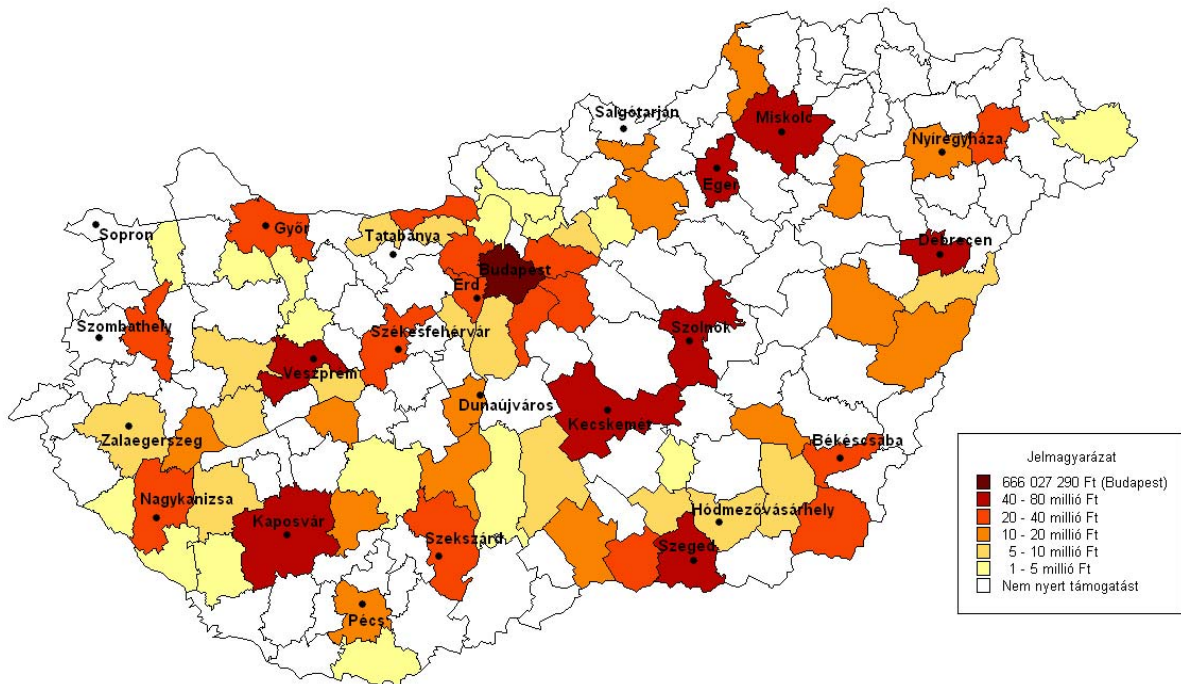 Salgótarján
Miskolc
Nyíregyháza
Eger
Sopron
Győr
Tatabánya
Debrecen
Budapest
Érd
Szombathely
Székesfehérvár
Szolnok
Veszprém
Dunaújváros
Kecskemét
Zalaegerszeg
Békéscsaba
Nagykanizsa
Hódmezővásárhely
Kaposvár
Szekszárd
Szeged
Pécs
Jelmagyarázat
666 027 290 Ft (Budapest)
40 - 80 millió Ft
20 - 40 millió Ft
10 - 20 millió Ft
5 - 10 millió Ft
1 - 5 millió Ft
Nem nyert támogatást